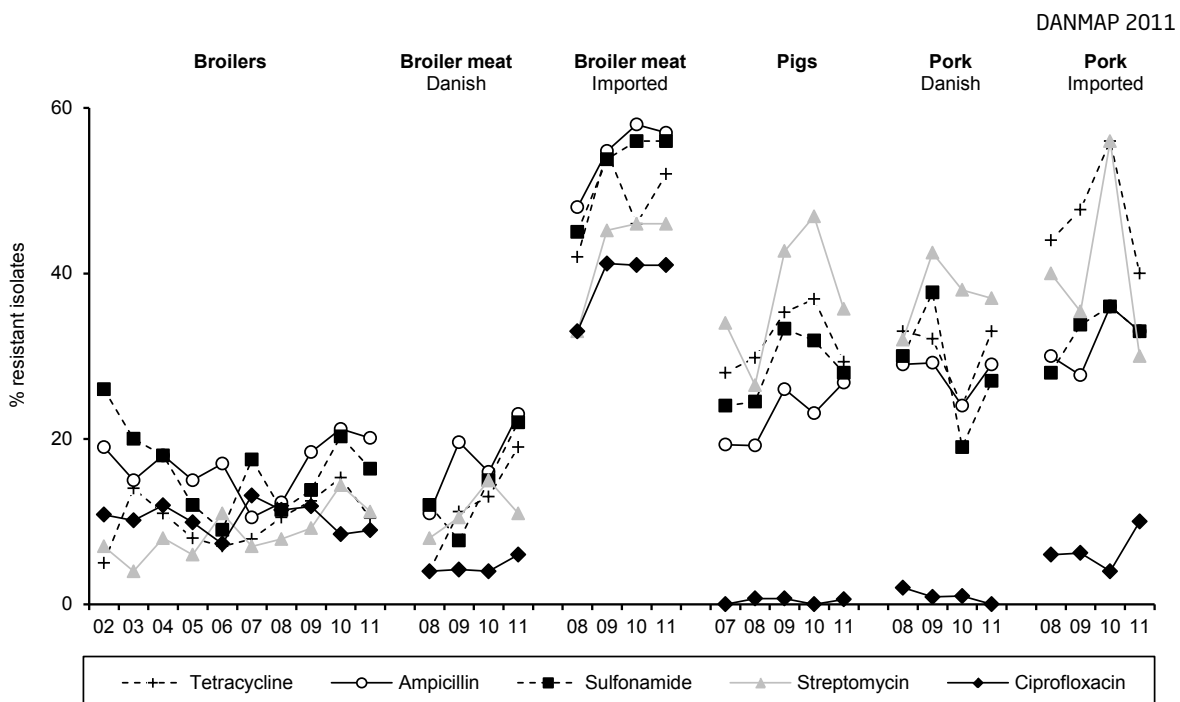 DANMAP 2011
Broilers
Broiler meat
Danish
Broiler meat
Imported
Pigs
Pork
Danish
Pork
Imported
% resistant isolates
60
40
20
0
02 03 04 05 06 07 08 09 10 11
08 09 10 11
08 09 10 11
07 08 09 10 11
08 09 10 11
08 09 10 11
Tetracycline Ampicillin Sulfonamide Streptomycin Ciprofloxacin